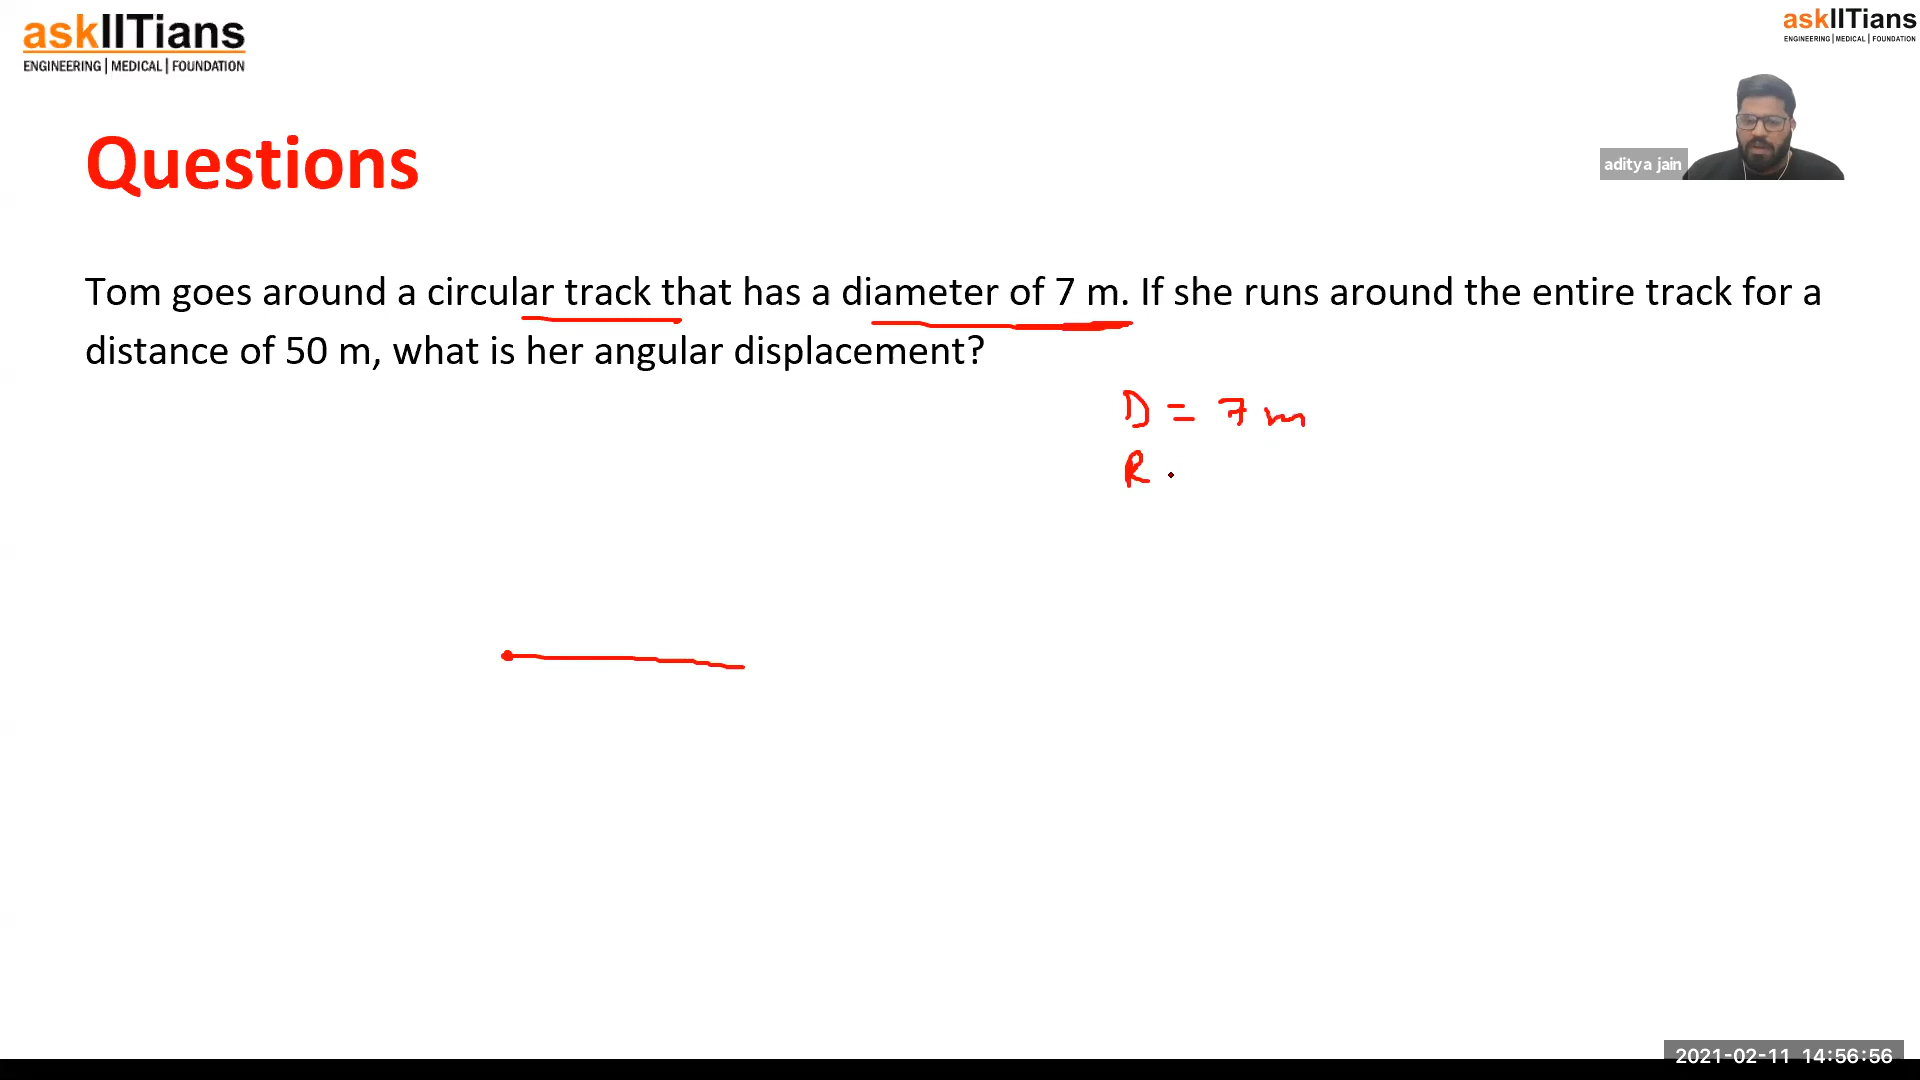 askIITians
ENGINEERING | MEDICAL | FOUNDATION
askIITians
ENGINEERING | MEDICAL | FOUNDATION
aditya jain
Questions
Tom goes around a circular track that has a diameter of 7 m. If she runs around the entire track for a
distance of 50 m, what is her angular displacement?
D = 7 m
R
2021-02-11 14:56:56